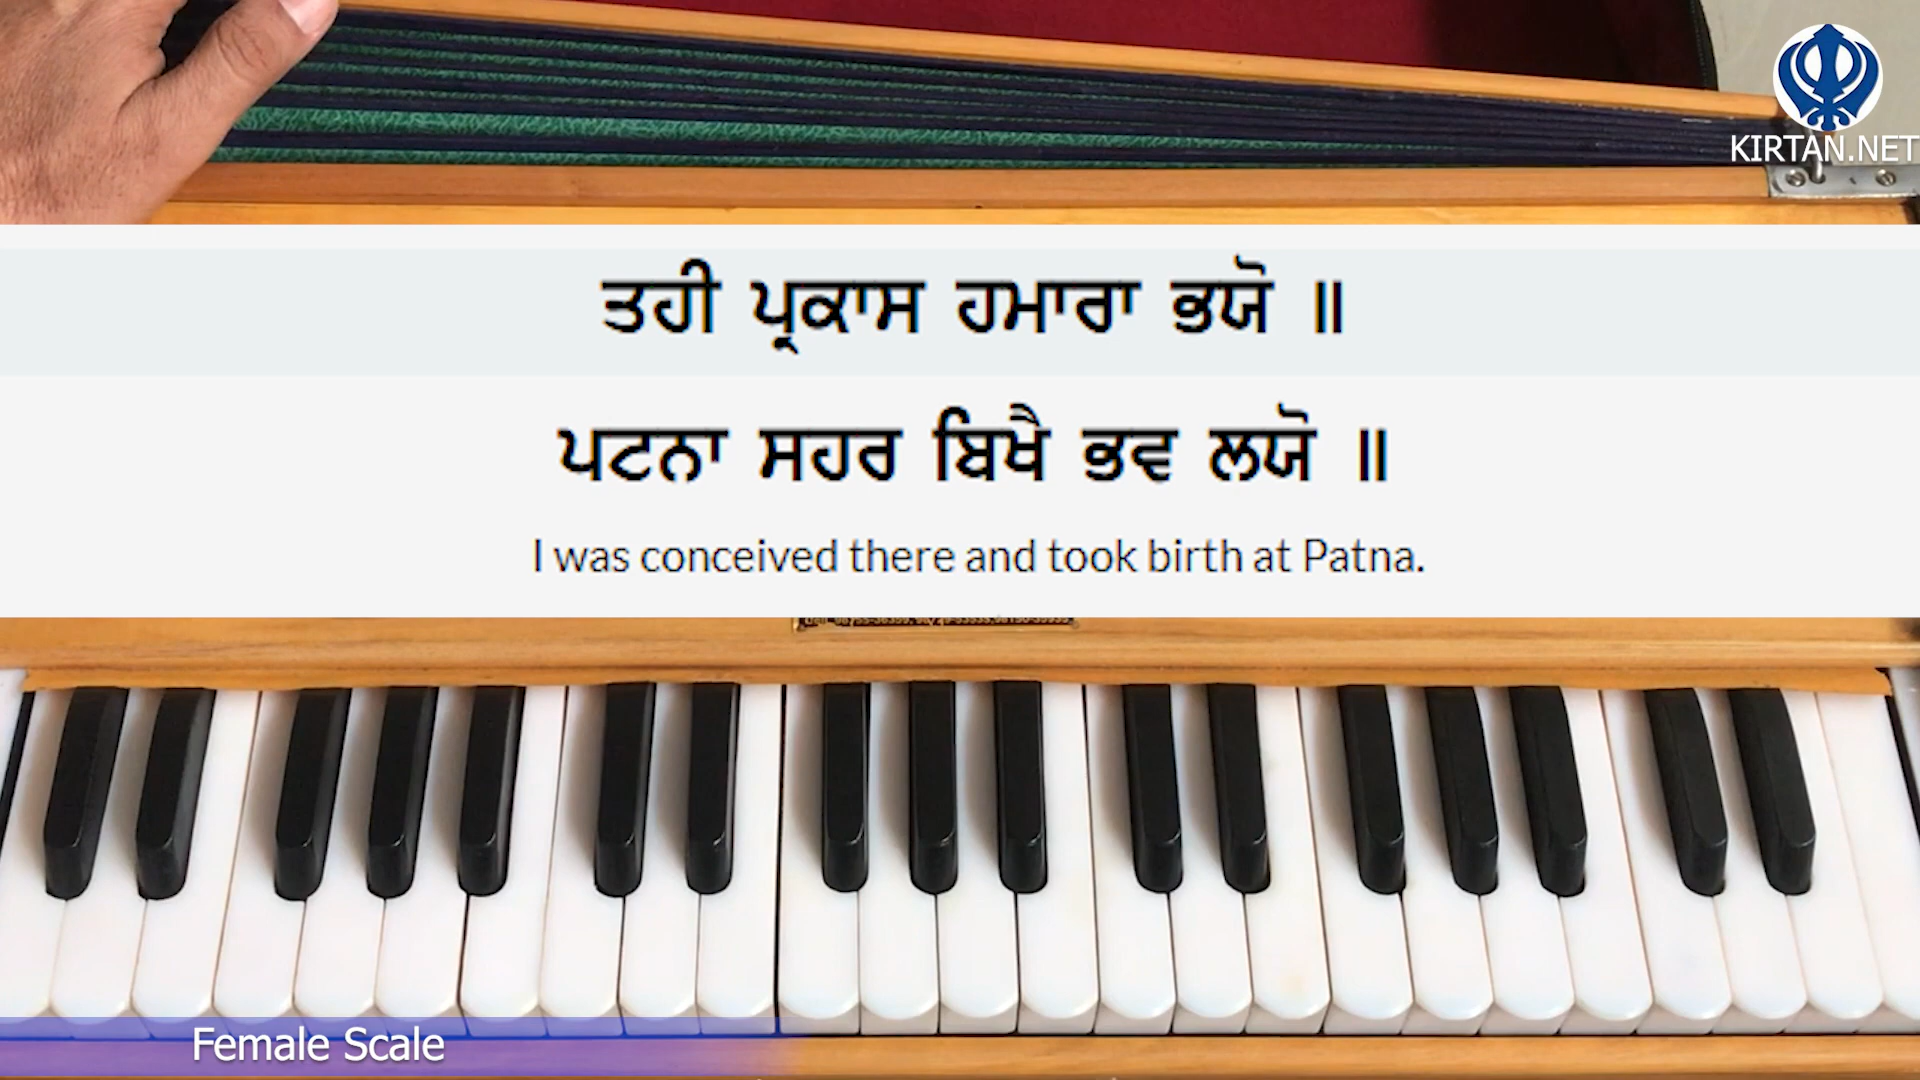 KIRTAN.NET
ਤਹੀ ਪ੍ਰਕਾਸ ਹਮਾਰਾ ਭਯੋ ॥
ਪਟਨਾ ਸਹਰ ਬਿਖੈ ਭਵ ਲਯੋ ॥
I was conceived there and took birth at Patna.
Female Scale